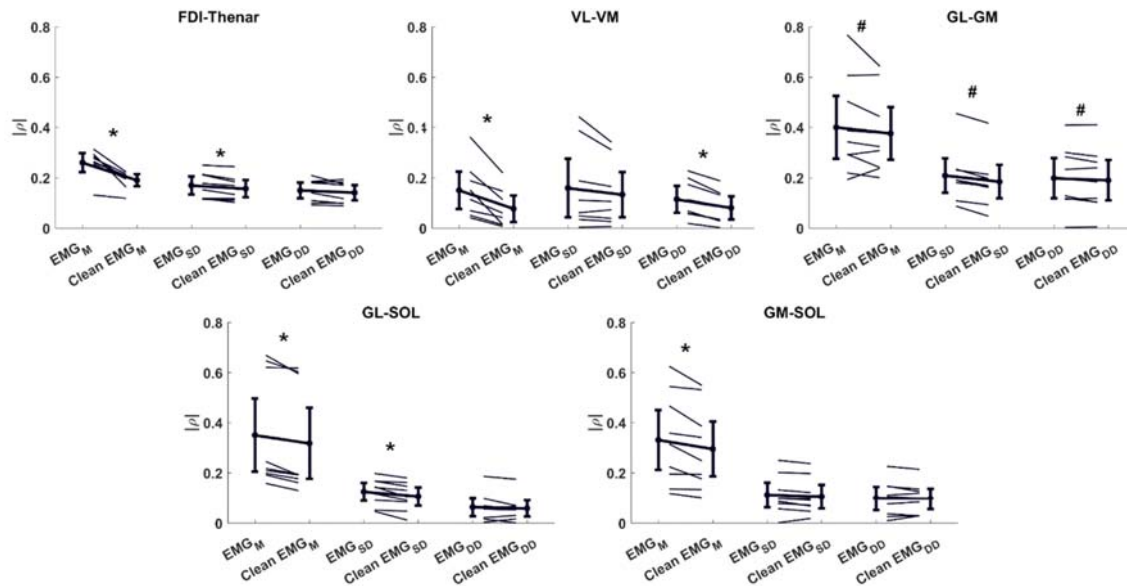 FDI-Thenar
0.8
0.6
0.4
0.2
0
|ρ|
*
*
EMG_M
Clean EMG_M
EMG_SD
Clean EMG_SD
EMG_DD
Clean EMG_DD
VL-VM
0.8
0.6
0.4
0.2
0
|ρ|
*
*
EMG_M
Clean EMG_M
EMG_SD
Clean EMG_SD
EMG_DD
Clean EMG_DD
GL-GM
0.8
0.6
0.4
0.2
0
|ρ|
#
#
#
EMG_M
Clean EMG_M
EMG_SD
Clean EMG_SD
EMG_DD
Clean EMG_DD
GL-SOL
0.8
0.6
0.4
0.2
0
|ρ|
*
*
EMG_M
Clean EMG_M
EMG_SD
Clean EMG_SD
EMG_DD
Clean EMG_DD
GM-SOL
0.8
0.6
0.4
0.2
0
|ρ|
*
EMG_M
Clean EMG_M
EMG_SD
Clean EMG_SD
EMG_DD
Clean EMG_DD